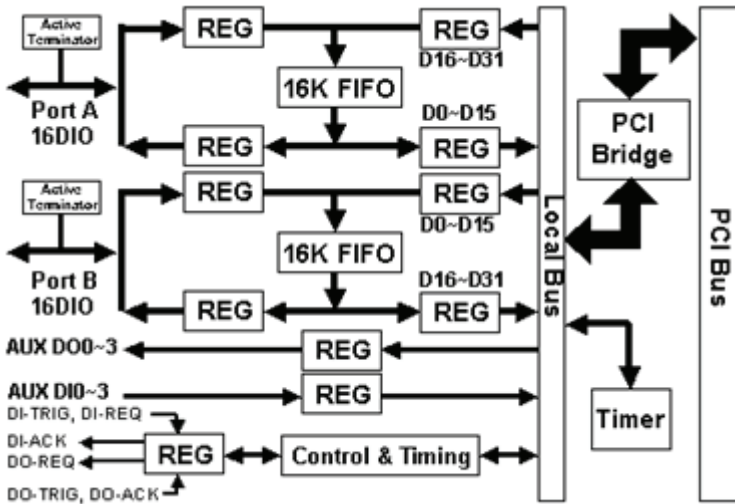 Active
Terminator
REG
REG
D16~D31
16K FIFO
Port A
16DIO
D0~D15
REG
REG
PCI
Bridge
Active
Terminator
REG
REG
D0~D15
16K FIFO
Port B
16DIO
D16~D31
REG
REG
Local Bus
PCI Bus
AUX DO0~3
REG
AUX DI0~3
REG
Timer
DI-TRIG, DI-REQ
DI-ACK
DO-REQ
REG
Control & Timing
DO-TRIG, DO-ACK